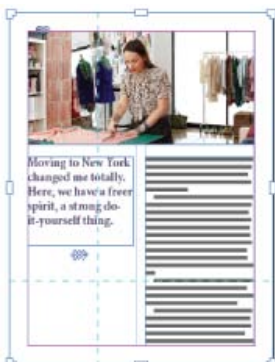 Moving to New York
changed me totally.
Here, we have a freer
spirit, a strong do-
it-yourself thing.